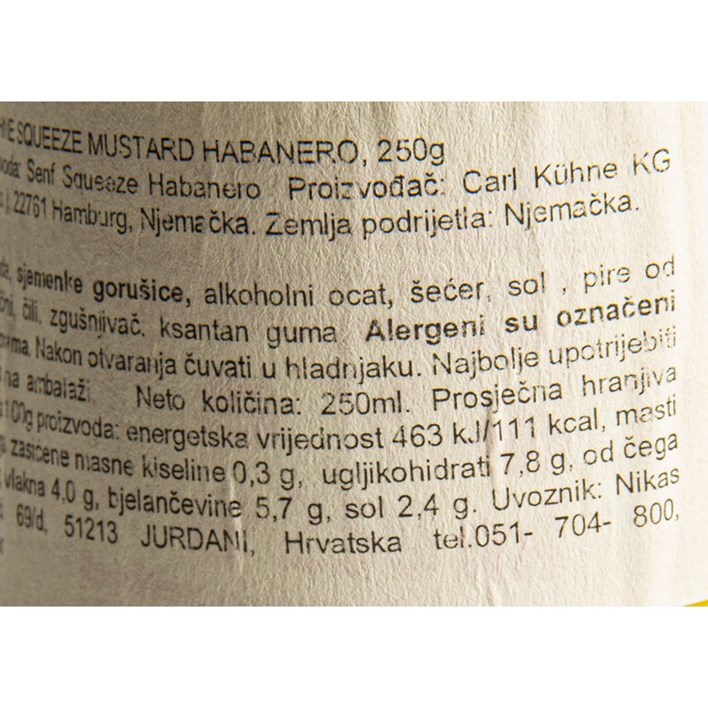 HNE SQUEEZE MUSTARD HABANERO, 250g
voda: Senf Squeeze Habanero Proizvođač: Carl Kühne KG
), 22761 Hamburg, Njemačka. Zemlja podrijetla: Njemačka.
da, sjemenke gorušice, alkoholni ocat, šećer, sol , pire od
čni, čili, zgušnjivač: ksantan guma. Alergeni su označeni
Nakon otvaranja čuvati u hladnjaku. Najbolje upotrijebiti
na ambalaži. Neto količina: 250ml. Prosječna hranjiva
100g proizvoda: energetska vrijednost 463 kJ/111 kcal, masti
zasićene masne kiseline 0,3 g, ugljikohidrati 7,8 g, od čega
vlakna 4,0 g, bjelančevine 5,7 g, sol 2,4 g. Uvoznik: Nikas
69/d, 51213 JURDANI, Hrvatska tel.051- 704- 800,